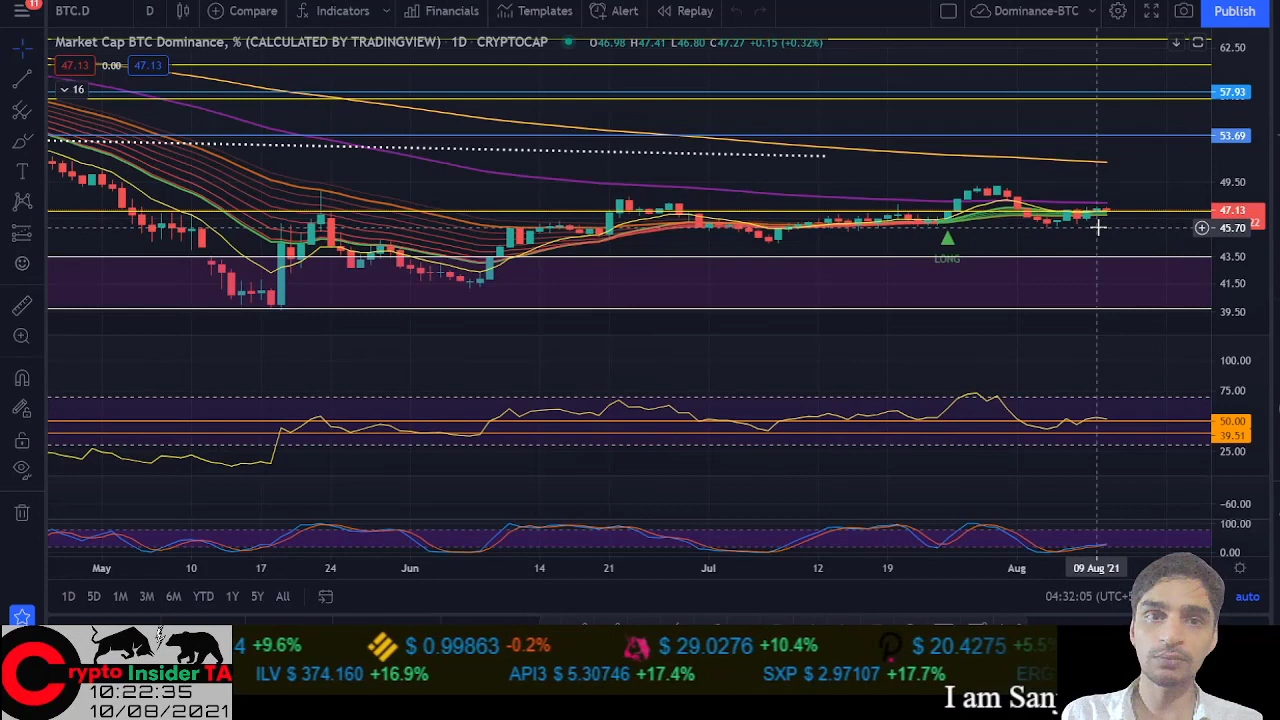 11
BTC.D
D
Compare
Indicators
Financials
Templates
Alert
Replay
Dominance-BTC
Publish
Market Cap BTC Dominance, % (CALCULATED BY TRADINGVIEW) · 1D · CRYPTOCAP
O46.98 H47.41 L46.80 C47.27 +0.15 (+0.32%)
47.13 0.00 47.13
16
62.50
57.93
53.69
49.50
47.13
22
45.70
43.50
41.50
39.50
LONG
100.00
75.00
50.00
39.51
25.00
−60.00
100.00
0.00
May 10 17 24 Jun 14 21 Jul 12 19 Aug 09 Aug '21
1D 5D 1M 3M 6M YTD 1Y 5Y All
04:32:05 (UTC+5
auto
4 +9.6% $ 0.99863 -0.2% $ 29.0276 +10.4% $ 20.4275 +5.5%
ILV $ 374.160 +16.9% API3 $ 5.30746 +17.4% SXP $ 2.97107 +17.7% ERG
Crypto Insider TA
10:22:35
10/08/2021
I am Sanj